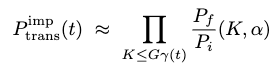 P_{\text{trans}}^{\text{imp}}(t) \approx \prod_{K \leq G\gamma(t)} \frac{P_f}{P_i}(K, \alpha)